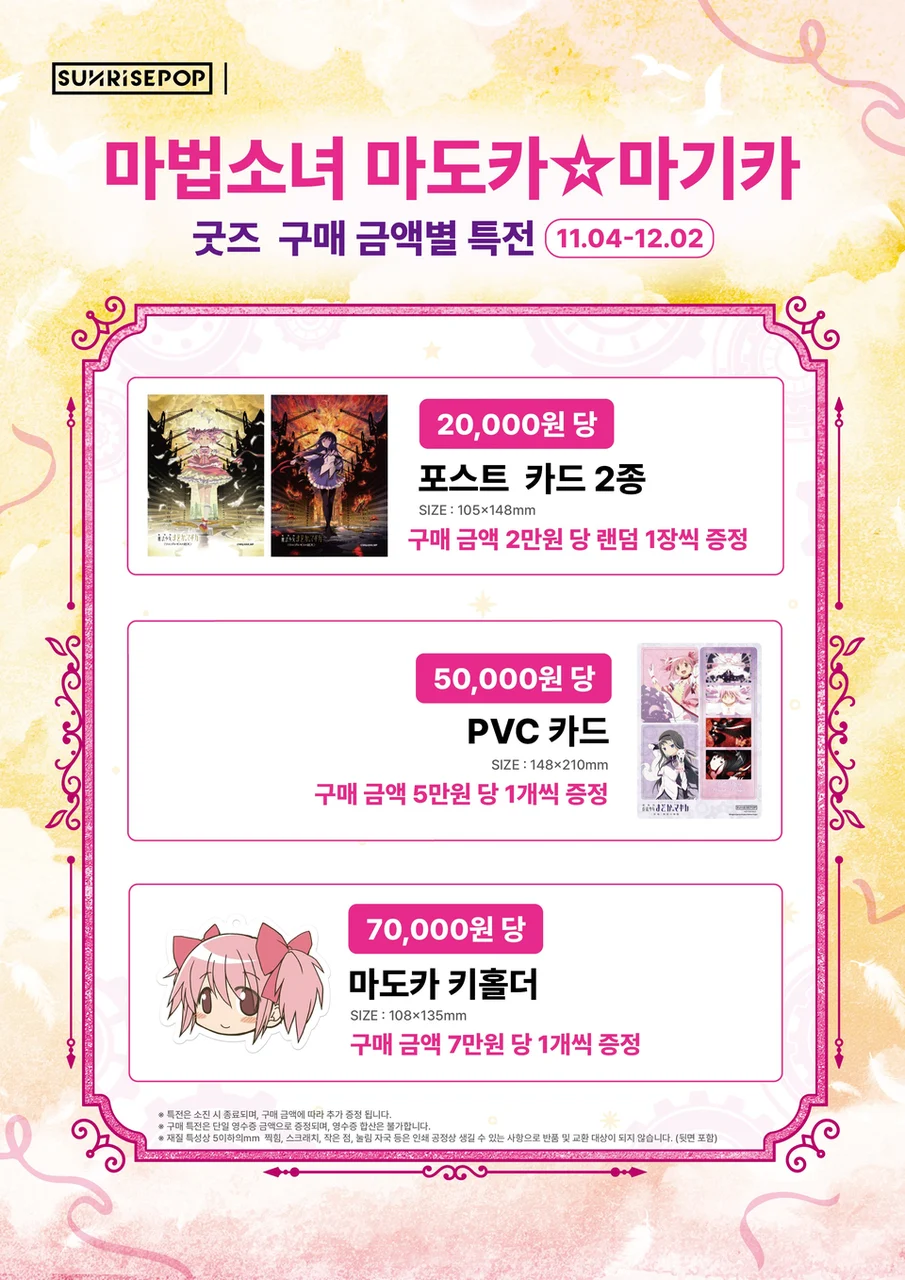 SUNRISEPOP
마법소녀 마도카☆마기카
굿즈 구매 금액별 특전 11.04-12.02
20,000원 당
포스트 카드 2종
SIZE : 105×148mm
구매 금액 2만원 당 랜덤 1장씩 증정
50,000원 당
PVC 카드
SIZE : 148×210mm
구매 금액 5만원 당 1개씩 증정
70,000원 당
마도카 키홀더
SIZE : 108×135mm
구매 금액 7만원 당 1개씩 증정
※ 특전은 소진 시 종료되며, 구매 금액에 따라 추가 증정 됩니다.
※ 구매 특전은 단일 영수증 금액으로 증정되며, 영수증 합산은 불가합니다.
※ 재질 특성상 5이하의mm 찍힘, 스크래치, 작은 점, 눌림 자국 등은 인쇄 공정상 생길 수 있는 사항으로 반품 및 교환 대상이 되지 않습니다. (뒷면 포함)